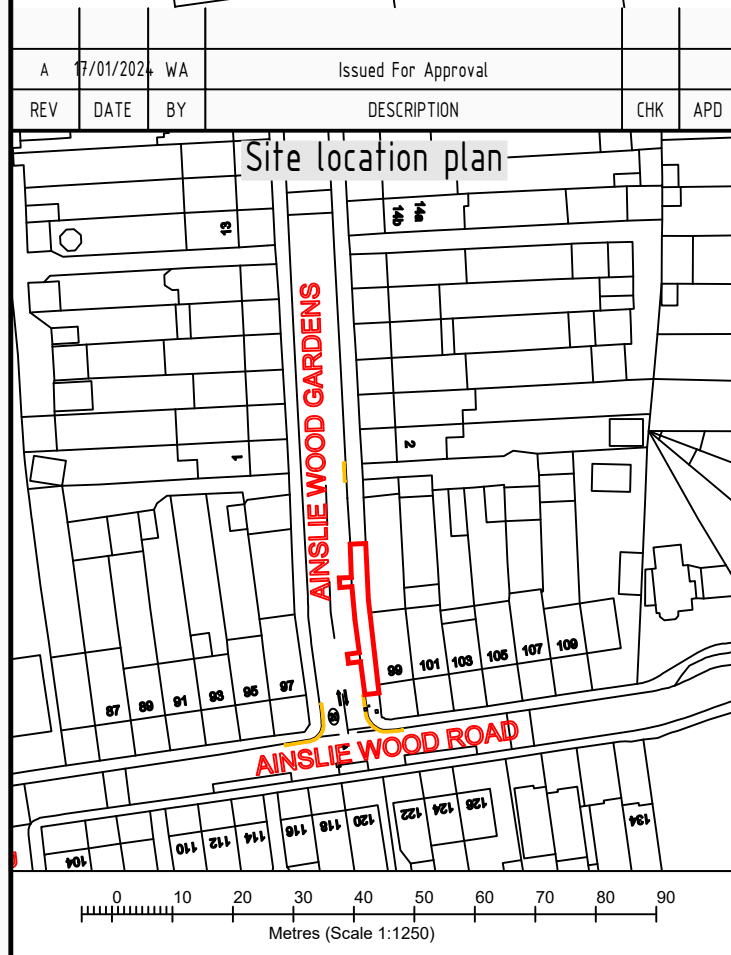 A 17/01/2024 WA Issued For Approval
REV DATE BY DESCRIPTION CHK APD
Site location plan
13
14b
14a
AINSLIE WOOD GARDENS
1
2
99 101 103 105 107 109
87 89 91 93 95 97
AINSLIE WOOD ROAD
104 110 112 114 116 118 120 122 124 126 134
0 10 20 30 40 50 60 70 80 90
Metres (Scale 1:1250)